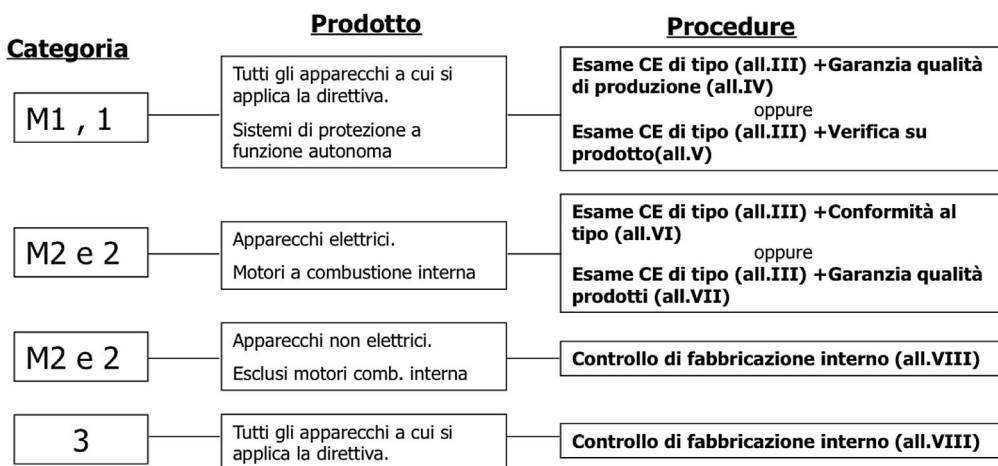 Categoria
Prodotto
Procedure
M1 , 1
Tutti gli apparecchi a cui si
applica la direttiva.
Sistemi di protezione a
funzione autonoma
Esame CE di tipo (all.III) +Garanzia qualità
di produzione (all.IV)
oppure
Esame CE di tipo (all.III) +Verifica su
prodotto(all.V)
M2 e 2
Apparecchi elettrici.
Motori a combustione interna
Esame CE di tipo (all.III) +Conformità al
tipo (all.VI)
oppure
Esame CE di tipo (all.III) +Garanzia qualità
prodotti (all.VII)
M2 e 2
Apparecchi non elettrici.
Esclusi motori comb. interna
Controllo di fabbricazione interno (all.VIII)
3
Tutti gli apparecchi a cui si
applica la direttiva.
Controllo di fabbricazione interno (all.VIII)